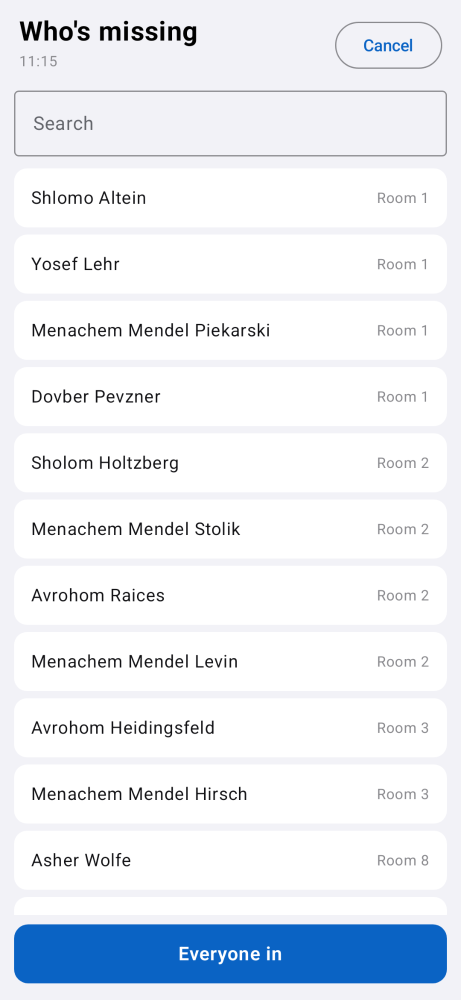 Who's missing
11:15
Cancel
Search
Shlomo Altein Room 1
Yosef Lehr Room 1
Menachem Mendel Piekarski Room 1
Dovber Pevzner Room 1
Sholom Holtzberg Room 2
Menachem Mendel Stolik Room 2
Avrohom Raices Room 2
Menachem Mendel Levin Room 2
Avrohom Heidingsfeld Room 3
Menachem Mendel Hirsch Room 3
Asher Wolfe Room 8
Everyone in